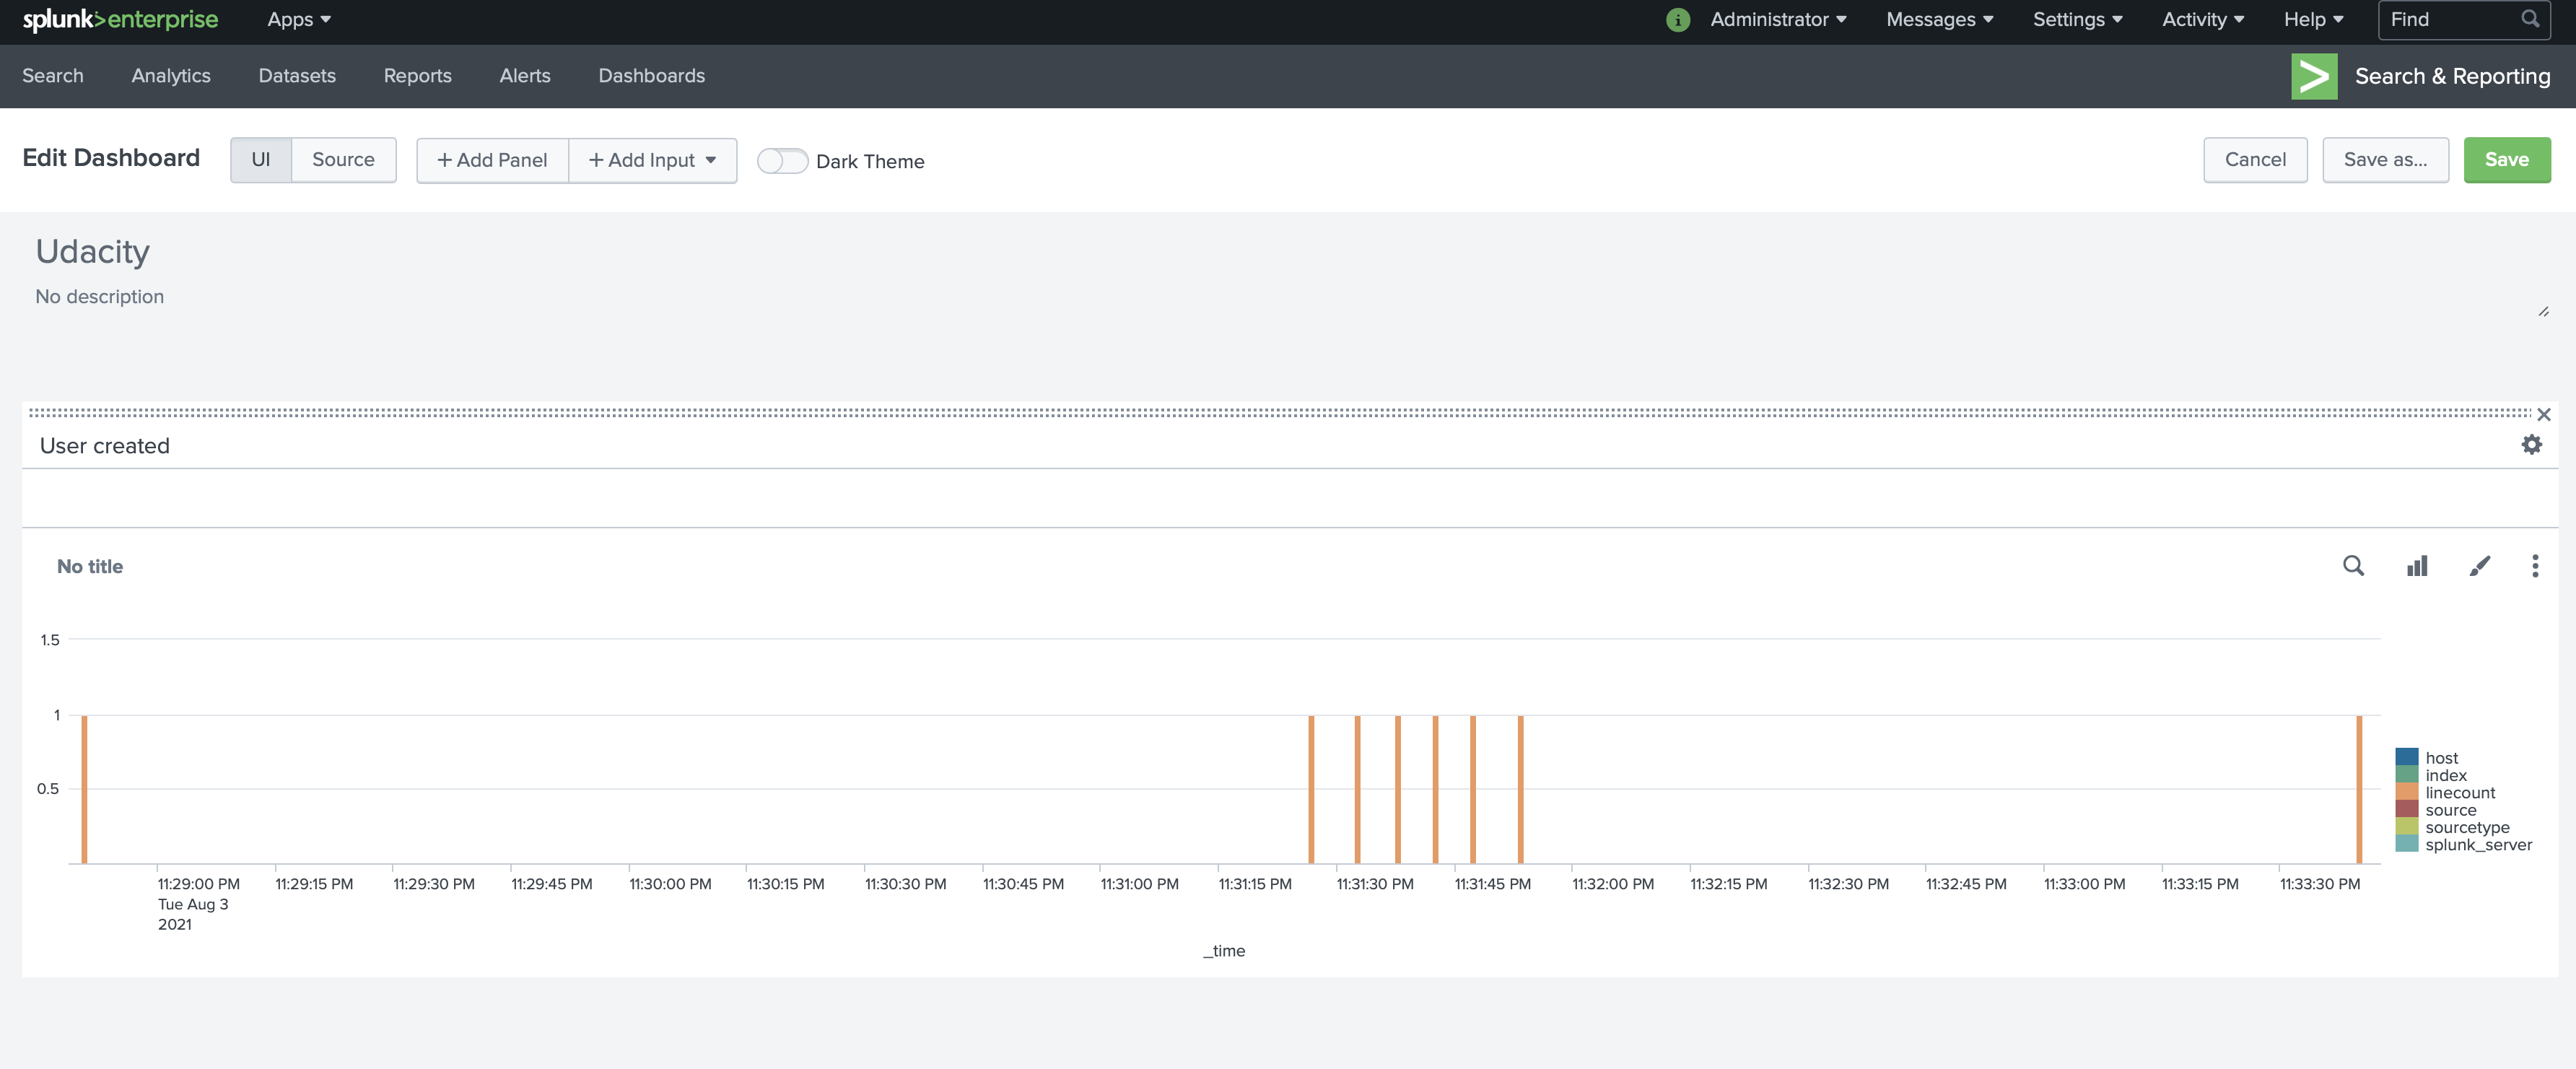 splunk>enterprise Apps Administrator Messages Settings Activity Help Find
Search Analytics Datasets Reports Alerts Dashboards Search & Reporting
Edit Dashboard UI Source + Add Panel + Add Input Dark Theme Cancel Save as... Save
Udacity
No description
User created
No title
1.5
1
0.5
host
index
linecount
source
sourcetype
splunk_server
11:29:00 PM 11:29:15 PM 11:29:30 PM 11:29:45 PM 11:30:00 PM 11:30:15 PM 11:30:30 PM 11:30:45 PM 11:31:00 PM 11:31:15 PM 11:31:30 PM 11:31:45 PM 11:32:00 PM 11:32:15 PM 11:32:30 PM 11:32:45 PM 11:33:00 PM 11:33:15 PM 11:33:30 PM
Tue Aug 3
2021
_time